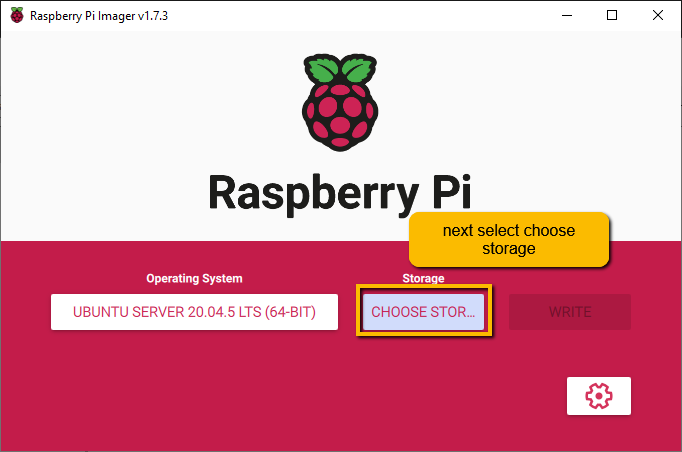 Raspberry Pi Imager v1.7.3
Raspberry Pi
next select choose
storage
Operating System
Storage
UBUNTU SERVER 20.04.5 LTS (64-BIT)
CHOOSE STOR...
WRITE